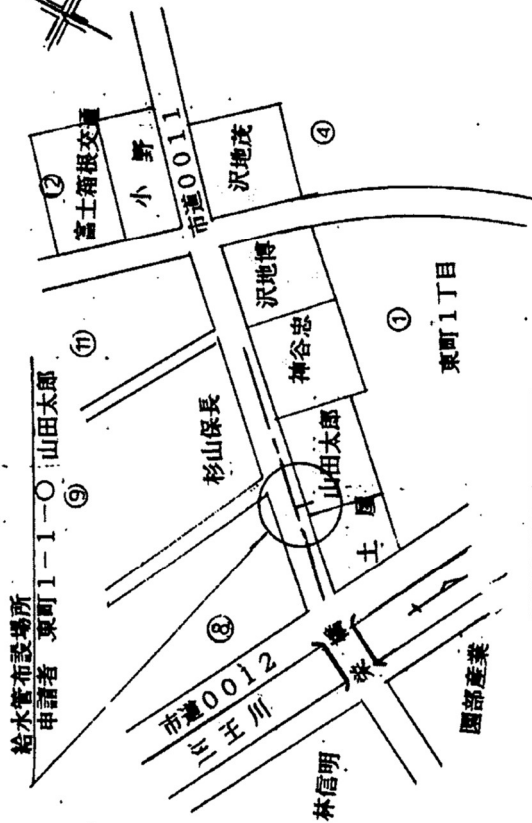 給水管布設場所
申請者 東町1-1-○ 山田太郎
⑨
⑪
②
富士箱根交通
小野
市道0011
沢地茂
④
沢地博
神谷忠
①
東町1丁目
杉山保長
山田太郎
土屋
⑧
市道0012
三王川
栄橋
林信明
園部産業